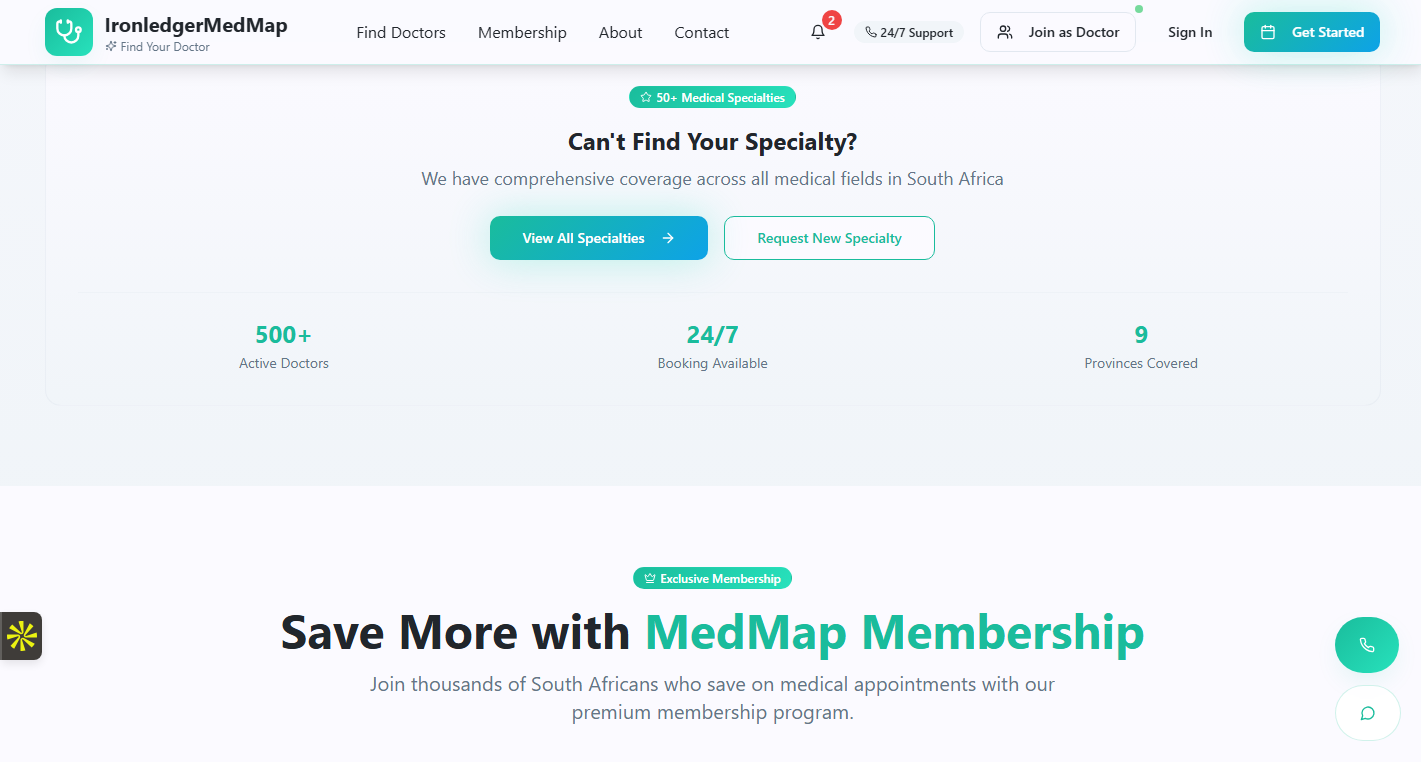 IronledgerMedMap
Find Your Doctor
Find Doctors
Membership
About
Contact
2
24/7 Support
Join as Doctor
Sign In
Get Started
50+ Medical Specialties
Can't Find Your Specialty?
We have comprehensive coverage across all medical fields in South Africa
View All Specialties
Request New Specialty
500+
Active Doctors
24/7
Booking Available
9
Provinces Covered
Exclusive Membership
Save More with MedMap Membership
Join thousands of South Africans who save on medical appointments with our
premium membership program.